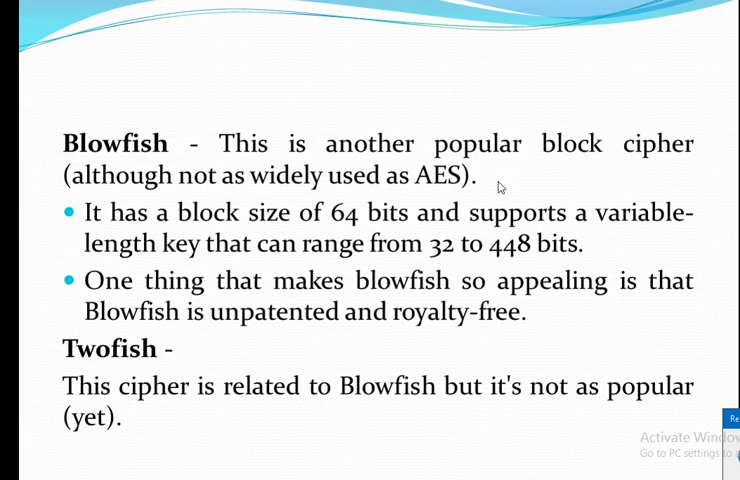 Blowfish - This is another popular block cipher
(although not as widely used as AES).
• It has a block size of 64 bits and supports a variable-
length key that can range from 32 to 448 bits.
• One thing that makes blowfish so appealing is that
Blowfish is unpatented and royalty-free.
Twofish -
This cipher is related to Blowfish but it's not as popular
(yet).
Re
Activate Window
Go to PC settings to a